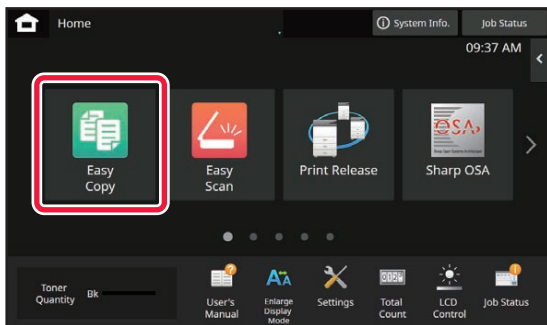 Home
System Info.
Job Status
09:37 AM
Easy
Copy
Easy
Scan
Print Release
OSA
Sharp OSA
Toner
Quantity
Bk
User's
Manual
Enlarge
Display
Mode
Settings
Total
Count
LCD
Control
Job Status